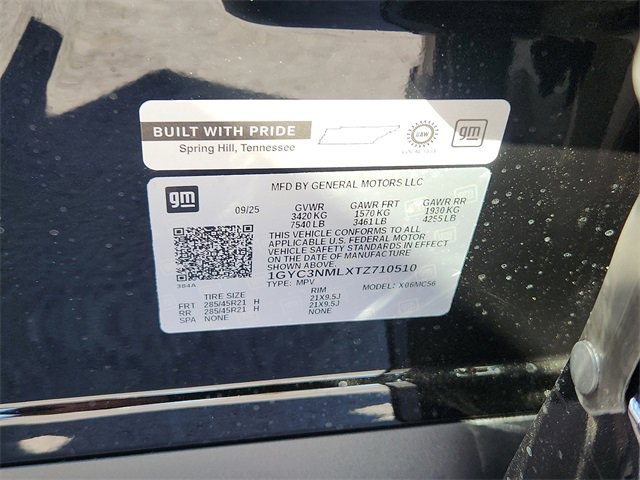 BUILT WITH PRIDE
Spring Hill, Tennessee
UAW
gm
gm
MFD BY GENERAL MOTORS LLC
09/25
GVWR GAWR FRT GAWR RR
3420 KG 1570 KG 1930 KG
7540 LB 3461 LB 4255 LB
THIS VEHICLE CONFORMS TO ALL
APPLICABLE U.S. FEDERAL MOTOR
VEHICLE SAFETY STANDARDS IN EFFECT
ON THE DATE OF MANUFACTURE
SHOWN ABOVE.
1GYC3NMLXTZ710510
TYPE: MPV MODEL: X06MC56
384A
TIRE SIZE RIM
FRT 285/45R21 H 21X9.5J
RR 285/45R21 H 21X9.5J
SPA NONE NONE